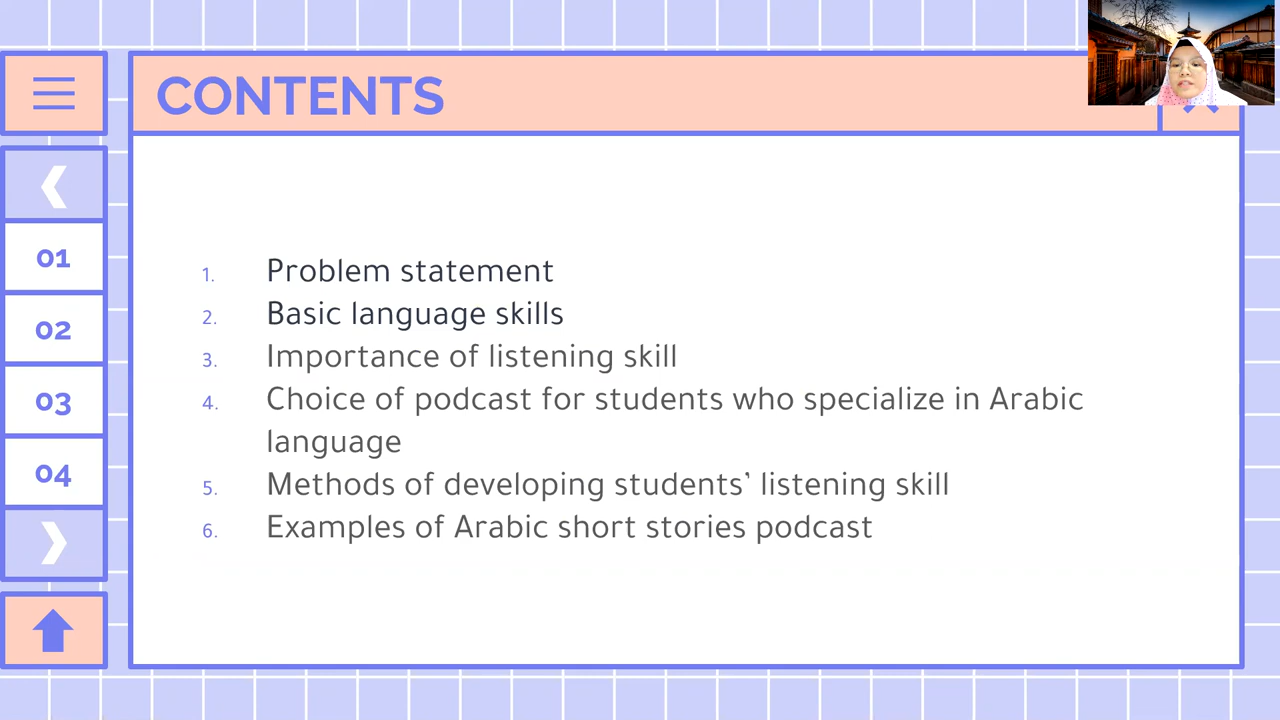 CONTENTS
01
02
03
04
1. Problem statement
2. Basic language skills
3. Importance of listening skill
4. Choice of podcast for students who specialize in Arabic
language
5. Methods of developing students’ listening skill
6. Examples of Arabic short stories podcast